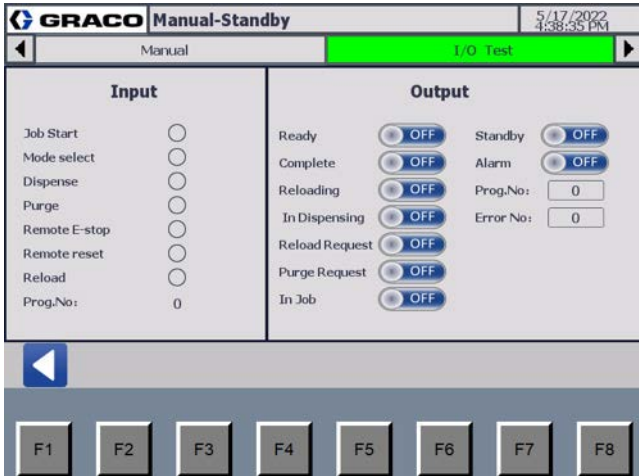 GRACO Manual-Standby 5/17/2022
4:38:35 PM
Manual I/O Test
Input
Job Start
Mode select
Dispense
Purge
Remote E-stop
Remote reset
Reload
Prog.No: 0
Output
Ready OFF Standby OFF
Complete OFF Alarm OFF
Reloading OFF Prog.No: 0
In Dispensing OFF Error No: 0
Reload Request OFF
Purge Request OFF
In Job OFF
F1 F2 F3 F4 F5 F6 F7 F8